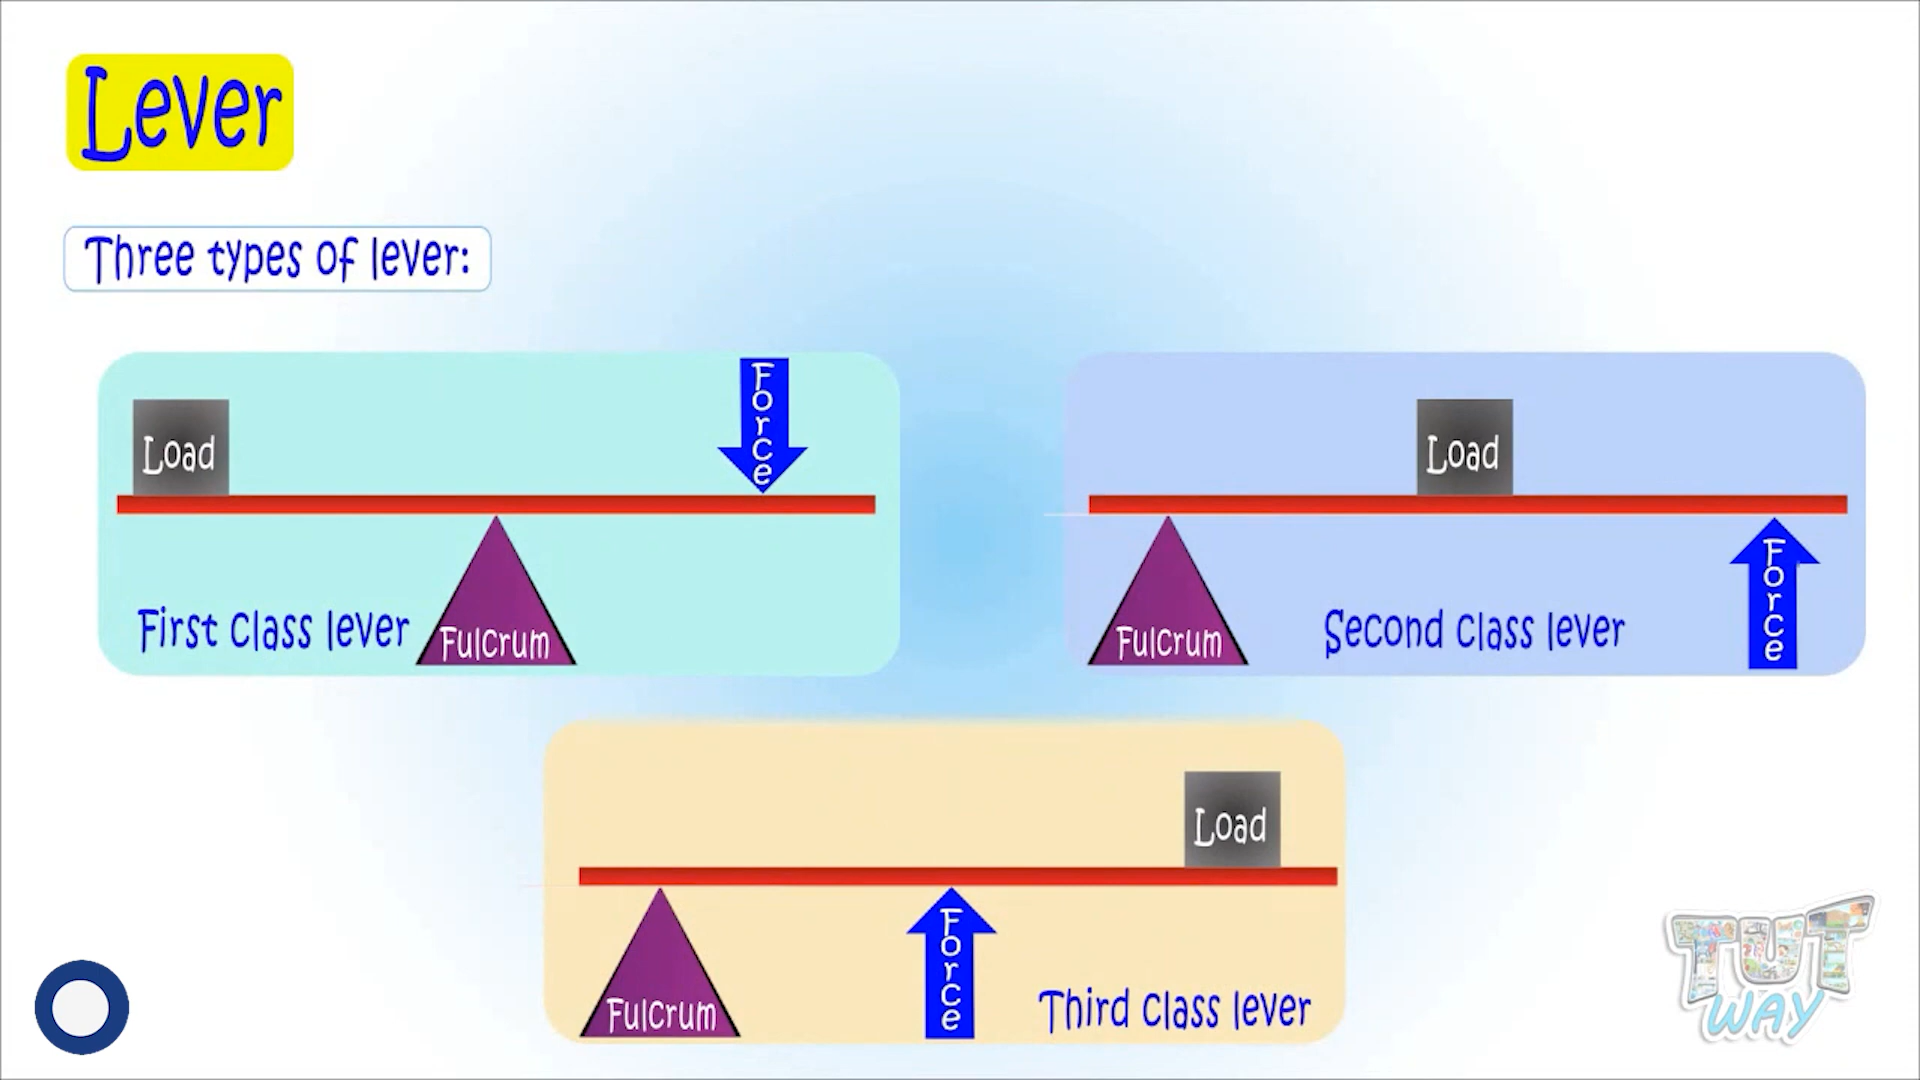 Lever
Three types of lever:
Load
Force
First class lever
Fulcrum
Load
Force
Fulcrum
Second class lever
Load
Force
Fulcrum
Third class lever
TUT
WAY